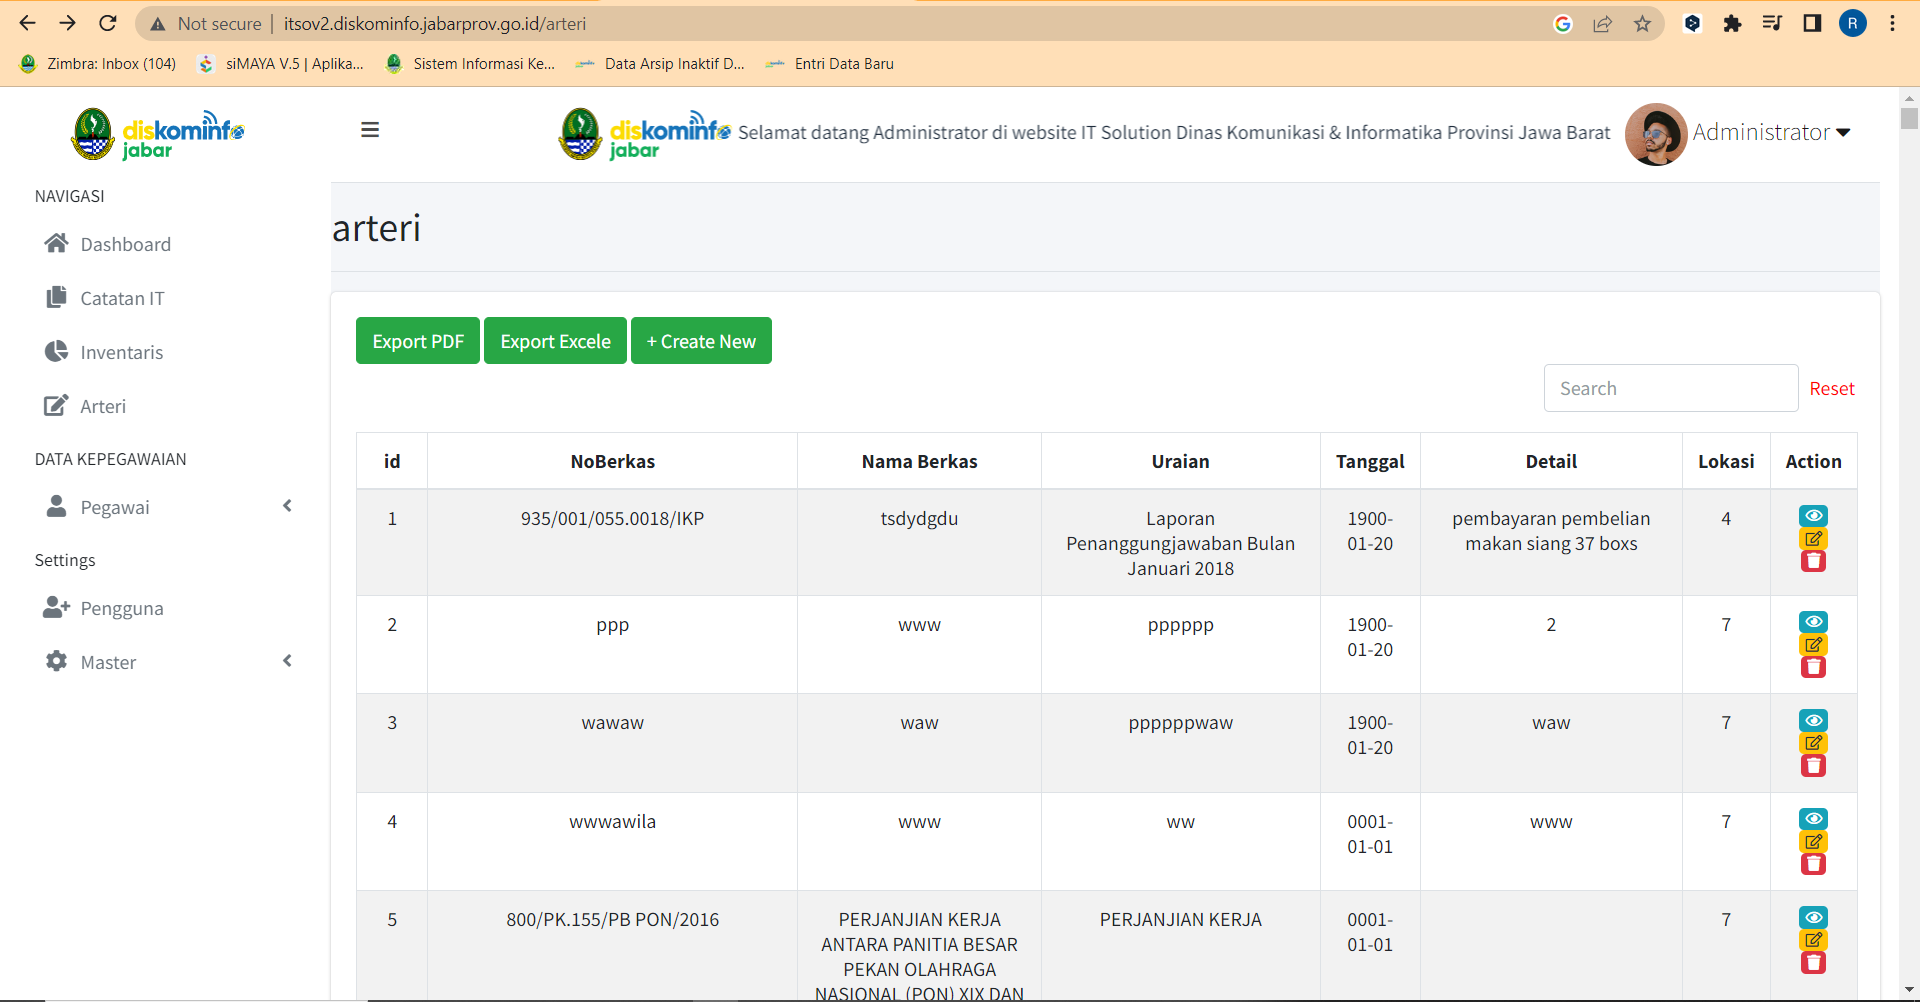 Not secure | itsov2.diskominfo.jabarprov.go.id/arteri
R
Zimbra: Inbox (104)
siMAYA V.5 | Aplika...
Sistem Informasi Ke...
Data Arsip Inaktif D...
Entri Data Baru
diskominfo
jabar
diskominfo
jabar
Selamat datang Administrator di website IT Solution Dinas Komunikasi & Informatika Provinsi Jawa Barat
Administrator
NAVIGASI
Dashboard
Catatan IT
Inventaris
Arteri
DATA KEPEGAWAIAN
Pegawai
Settings
Pengguna
Master
arteri
Export PDF
Export Excele
+ Create New
Search
Reset
id NoBerkas Nama Berkas Uraian Tanggal Detail Lokasi Action
1 935/001/055.0018/IKP tsdydgdu Laporan 1900- pembayaran pembelian 4
Penanggungjawaban Bulan 01-20 makan siang 37 boxs
Januari 2018
2 ppp www pppppp 1900- 2 7
01-20
3 wawaw waw ppppppwaw 1900- waw 7
01-20
4 wwwawila www ww 0001- www 7
01-01
5 800/PK.155/PB PON/2016 PERJANJIAN KERJA PERJANJIAN KERJA 0001- 7
ANTARA PANITIA BESAR 01-01
PEKAN OLAHRAGA
NASIONAL (PON) XIX DAN